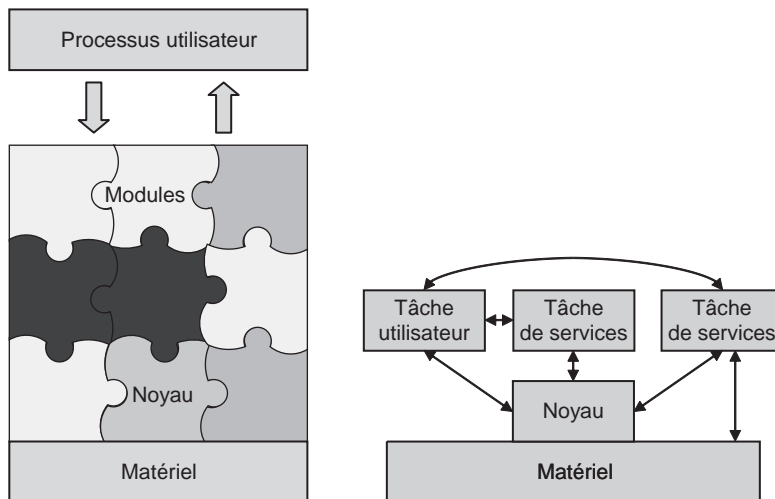 Processus utilisateur
Modules
Noyau
Matériel
Tâche
utilisateur
Tâche
de services
Tâche
de services
Noyau
Matériel